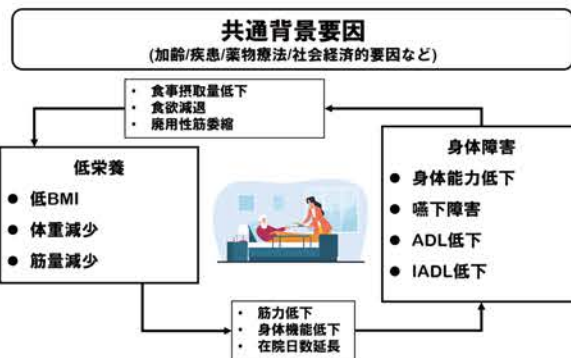 共通背景要因
(加齢/疾患/薬物療法/社会経済的要因など)
• 食事摂取量低下
• 食欲減退
• 廃用性筋委縮
低栄養
● 低BMI
● 体重減少
● 筋量減少
身体障害
● 身体能力低下
● 嚥下障害
● ADL低下
● IADL低下
• 筋力低下
• 身体機能低下
• 在院日数延長